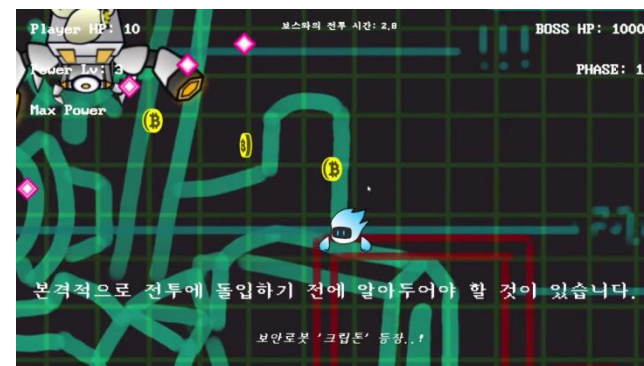 Player HP: 10
보스와의 전투 시간: 2.8
BOSS HP: 1000
Power Lv: 3
PHASE: 1
Max Power
본격적으로 전투에 돌입하기 전에 알아두어야 할 것이 있습니다.
보안로봇 '크립톤' 등장..!